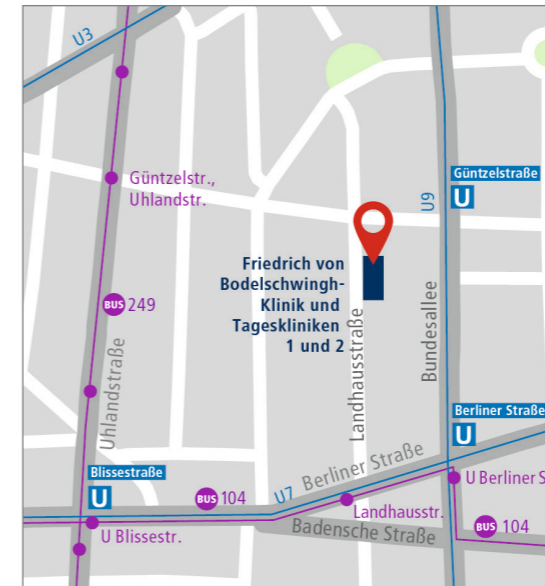 U3
Güntzelstr.,
Uhlandstr.
Güntzelstraße
U
U9
Friedrich von
Bodelschwingh-
Klinik und
Tageskliniken
1 und 2
BUS 249
Uhlandstraße
Landhausstraße
Bundesallee
Berliner Straße
U
Blissestraße
U
BUS 104
U7
Berliner Straße
U Berliner S
Landhausstr.
U Blissestr.
Badensche Straße
BUS 104